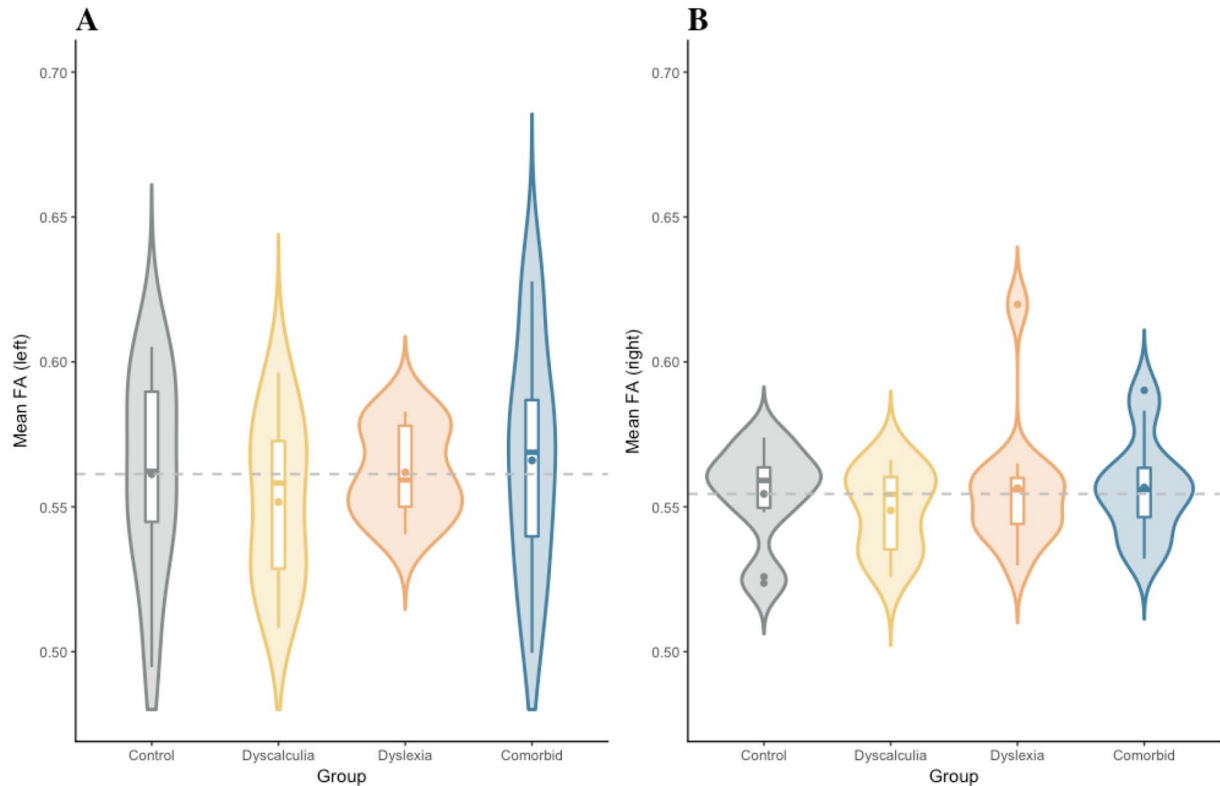 A
0.70
0.65
0.60
0.55
0.50
Mean FA (left)
Control Dyscalculia Dyslexia Comorbid
Group
B
0.70
0.65
0.60
0.55
0.50
Mean FA (right)
Control Dyscalculia Dyslexia Comorbid
Group